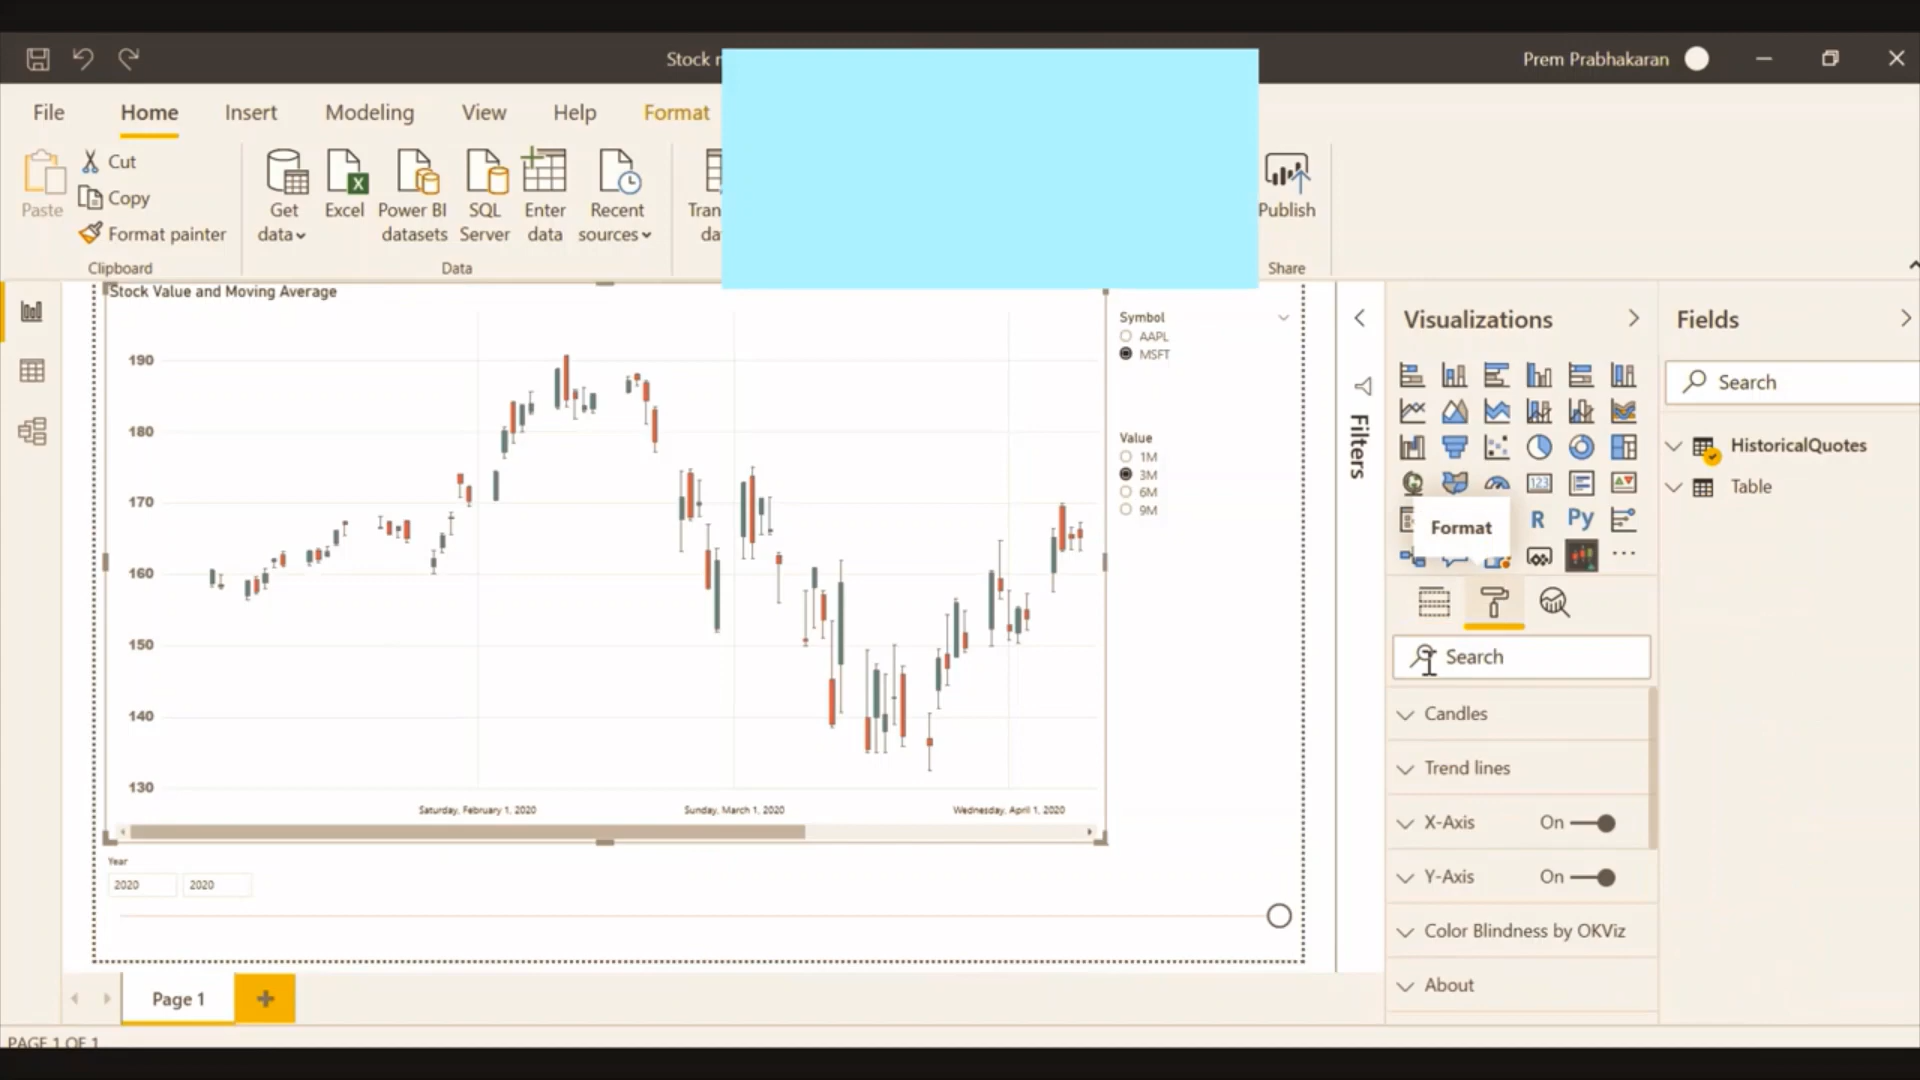 Stock
Prem Prabhakaran
File Home Insert Modeling View Help Format
Paste
Cut
Copy
Format painter
Clipboard
Get data
Excel
Power BI datasets
SQL Server
Enter data
Recent sources
Data
Publish
Share
Stock Value and Moving Average
190
180
170
160
150
140
130
Saturday, February 1, 2020 Sunday, March 1, 2020 Wednesday, April 1, 2020
Symbol
AAPL
MSFT
Value
1M
3M
6M
9M
Year
2020 2020
Filters
Visualizations
123
R Py
Format
Search
Candles
Trend lines
X-Axis On
Y-Axis On
Color Blindness by OKViz
About
Fields
Search
HistoricalQuotes
Table
Page 1
PAGE 1 OF 1